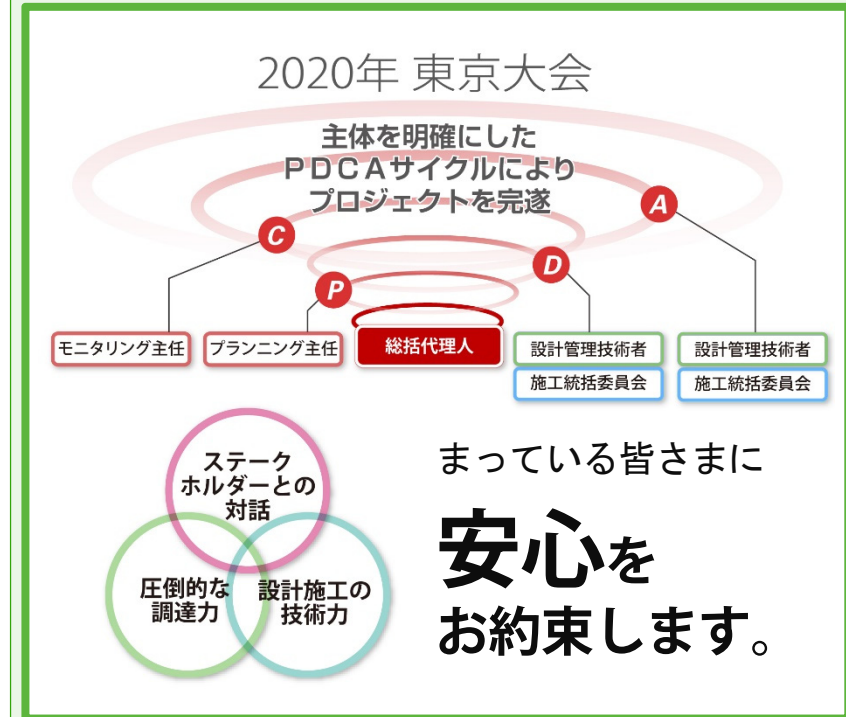 2020年 東京大会
主体を明確にした
PDCAサイクルにより
プロジェクトを完遂
A
C
D
P
モニタリング主任
プランニング主任
総括代理人
設計管理技術者
施工統括委員会
設計管理技術者
施工統括委員会
ステーク
ホルダーとの
対話
圧倒的な
調達力
設計施工の
技術力
まっている皆さまに
安心を
お約束します。